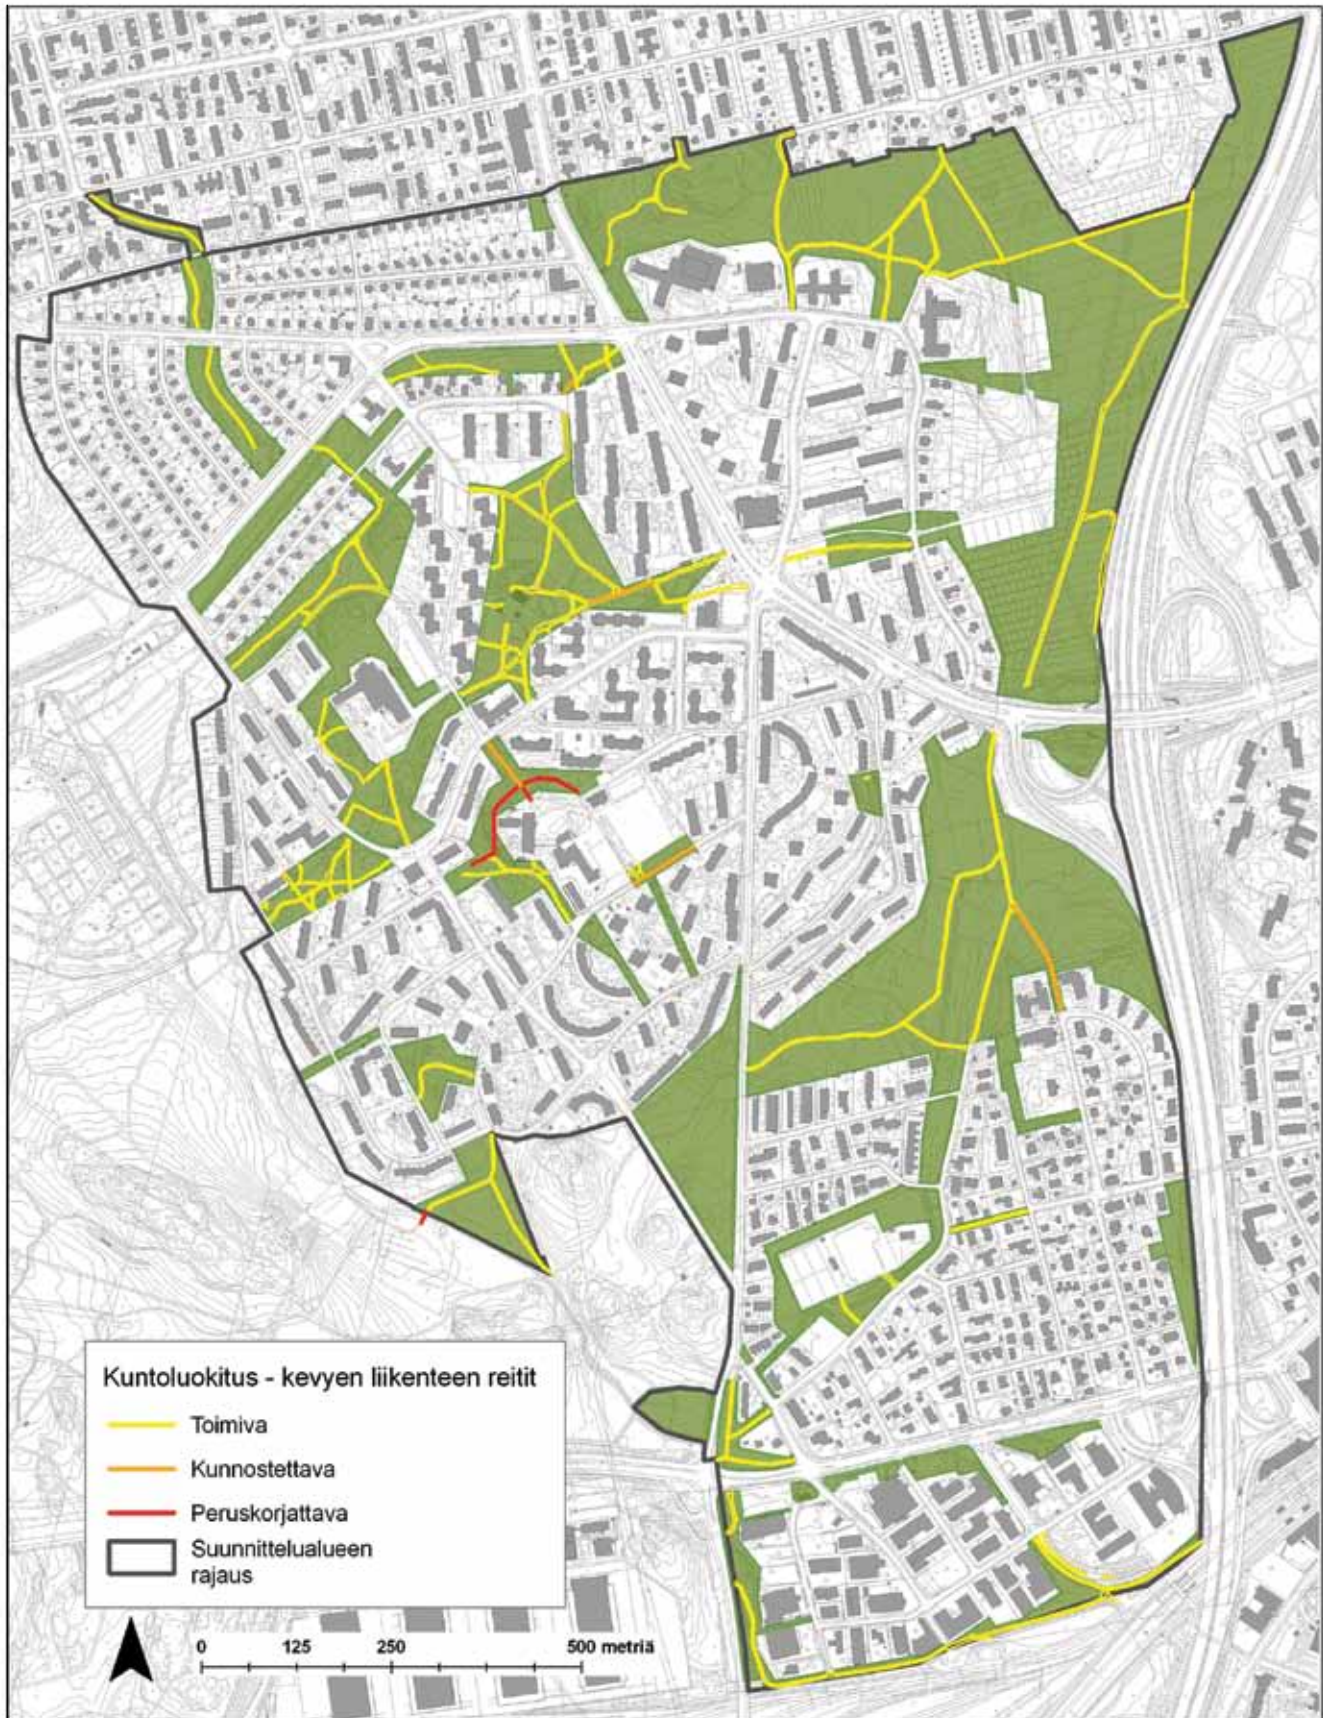 Kuntoluokitus - kevyen liikenteen reitit
Toimiva
Kunnostettava
Peruskorjattava
Suunnittelualueen
rajaus
0 125 250 500 metriä